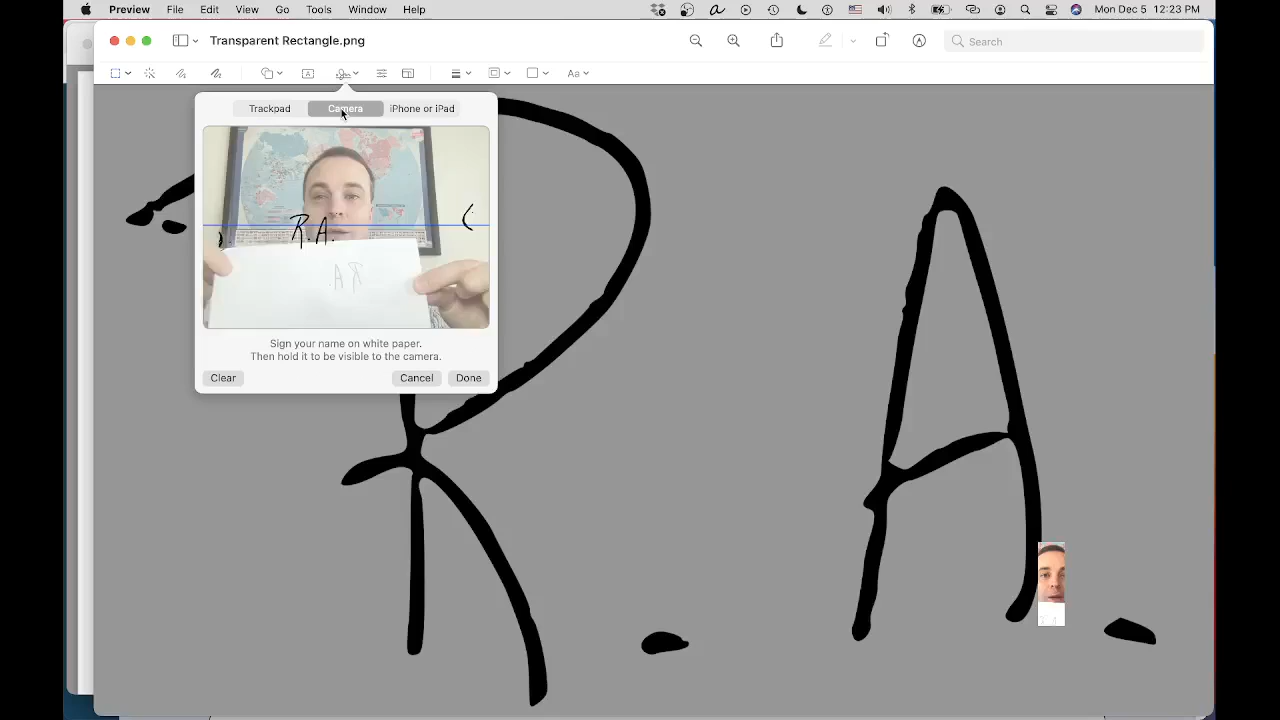 Preview File Edit View Go Tools Window Help Mon Dec 5 12:23 PM
Transparent Rectangle.png
Search
Aa
Trackpad Camera iPhone or iPad
R.A.
R.A.
Sign your name on white paper.
Then hold it to be visible to the camera.
Clear Cancel Done
R. A.